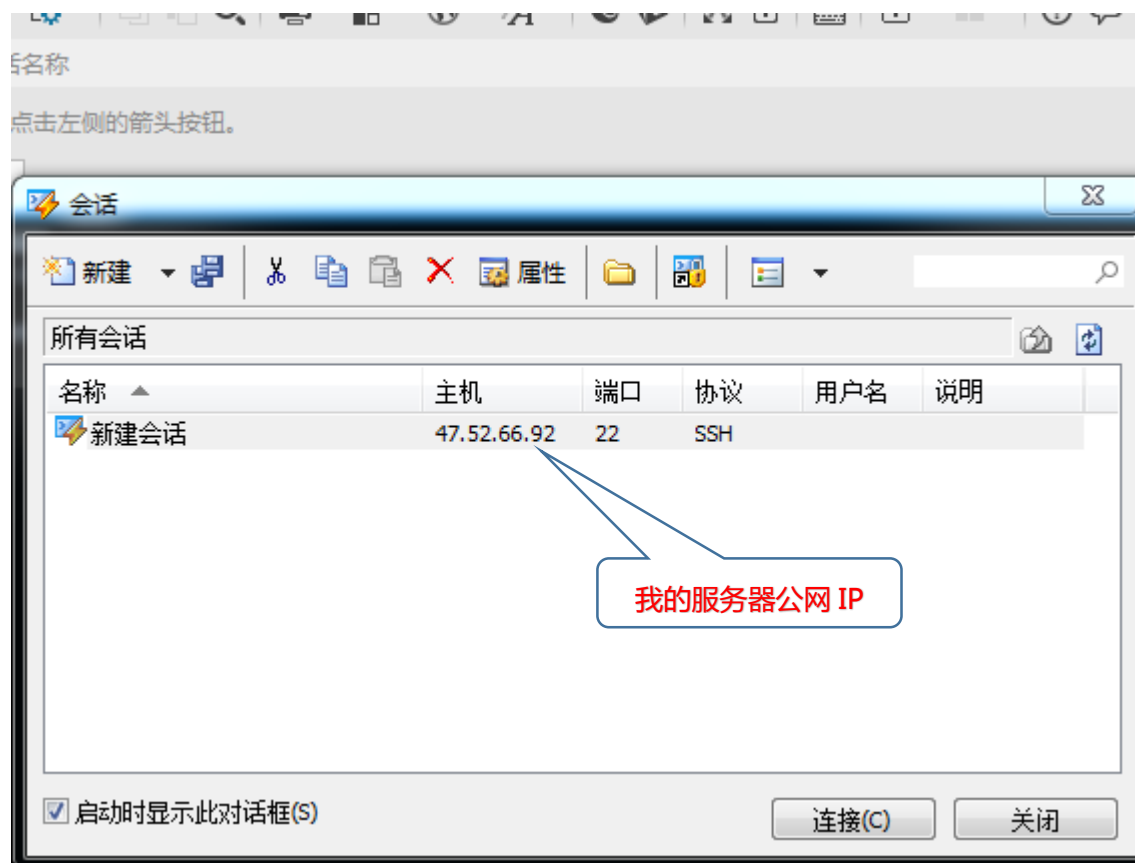 话名称
点击左侧的箭头按钮。
会话
新建 属性
所有会话
名称 主机 端口 协议 用户名 说明
新建会话 47.52.66.92 22 SSH
我的服务器公网 IP
启动时显示此对话框(S) 连接(C) 关闭